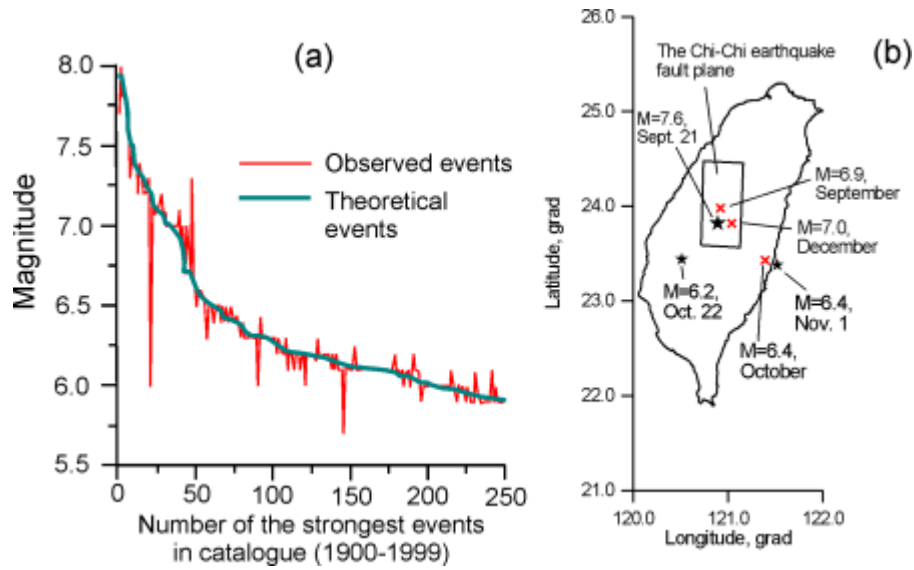 (a)
8.0
7.5
7.0
6.5
6.0
5.5
Magnitude
Observed events
Theoretical
events
0
50
100
150
200
250
Number of the strongest events
in catalogue (1900-1999)
(b)
26.0
25.0
24.0
23.0
22.0
21.0
Latitude, grad
The Chi-Chi earthquake
fault plane
M=7.6,
Sept. 21
M=6.9,
September
M=7.0,
December
M=6.2,
Oct. 22
M=6.4,
Nov. 1
M=6.4,
October
120.0
121.0
122.0
Longitude, grad